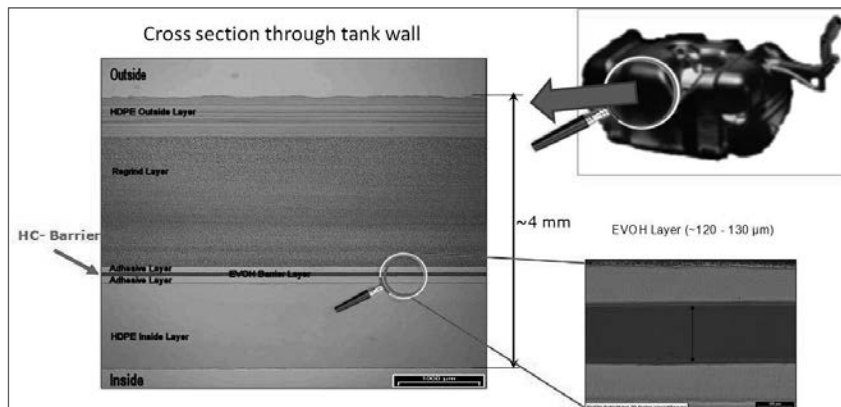 Cross section through tank wall
Outside
HDPE Outside Layer
Regrind Layer
~4 mm
HC- Barrier
EVOH Layer (~120 - 130 µm)
Adhesive Layer
EVOH Barrier Layer
Adhesive Layer
HDPE Inside Layer
Inside
1000 µm